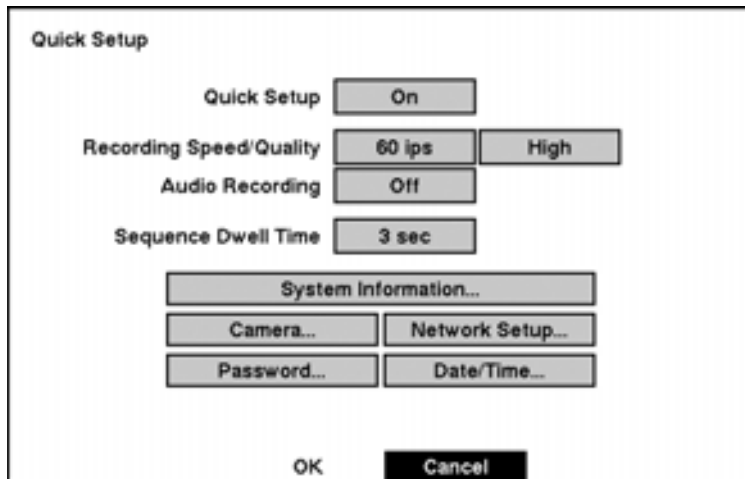 Quick Setup
Quick Setup On
Recording Speed/Quality 60 ips High
Audio Recording Off
Sequence Dwell Time 3 sec
System Information...
Camera... Network Setup...
Password... Date/Time...
OK Cancel